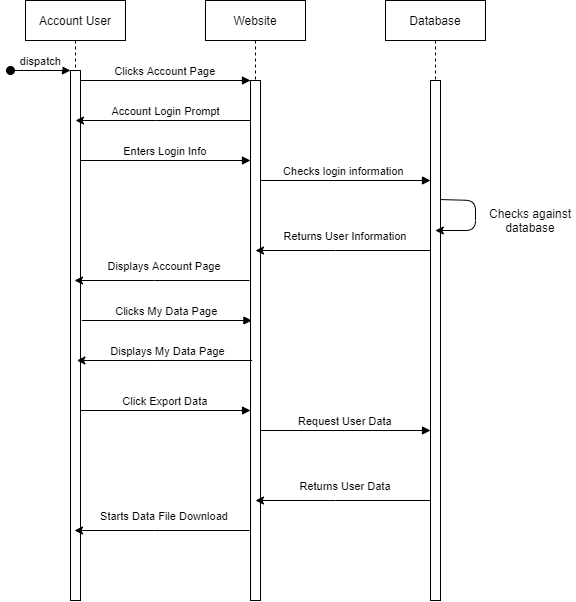 Account User
Website
Database
dispatch
Clicks Account Page
Account Login Prompt
Enters Login Info
Checks login information
Checks against
database
Returns User Information
Displays Account Page
Clicks My Data Page
Displays My Data Page
Click Export Data
Request User Data
Returns User Data
Starts Data File Download